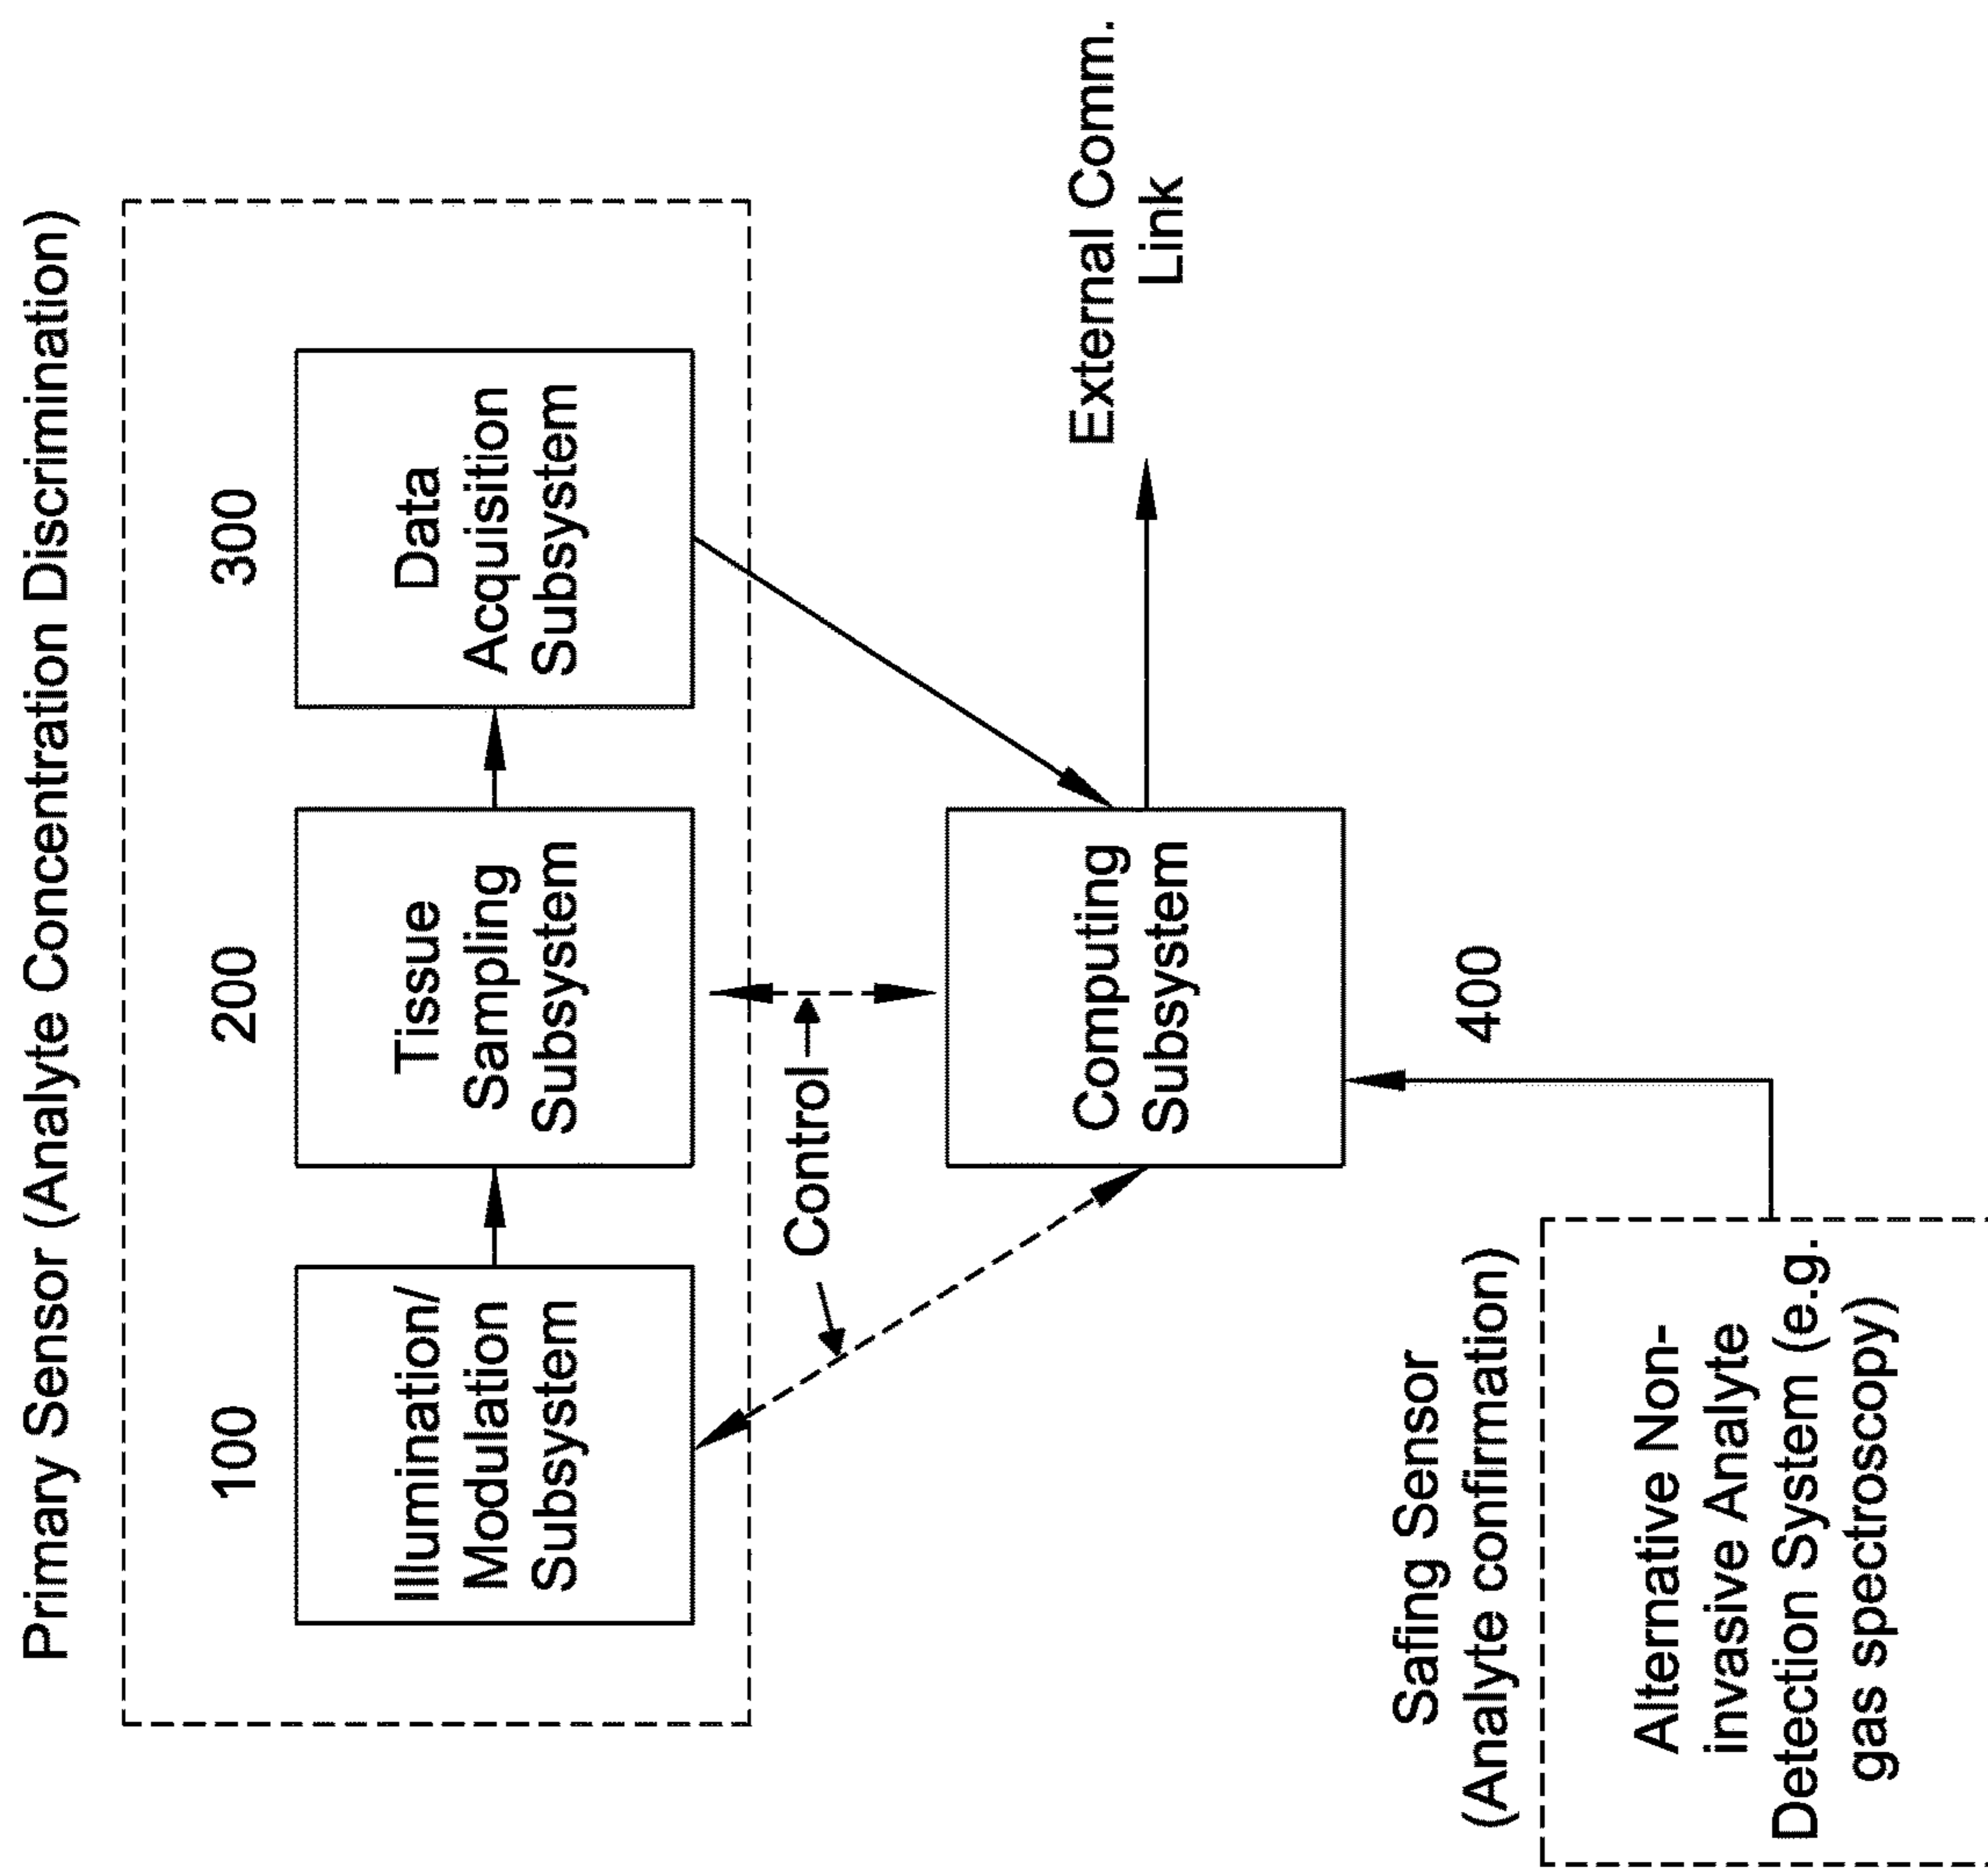 Primary Sensor (Analyte Concentration Discrimination)
100
200
300
Illumination/
Modulation
Subsystem
Tissue
Sampling
Subsystem
Data
Acquisition
Subsystem
Control
Computing
Subsystem
External Comm.
Link
400
Safing Sensor
(Analyte confirmation)
Alternative Non-
invasive Analyte
Detection System (e.g.
gas spectroscopy)